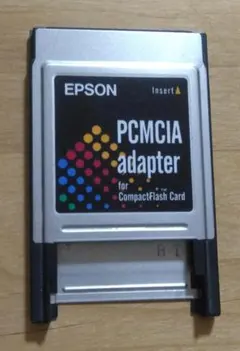 EPSON Insert▲
PCMCIA
adapter
for
CompactFlash Card